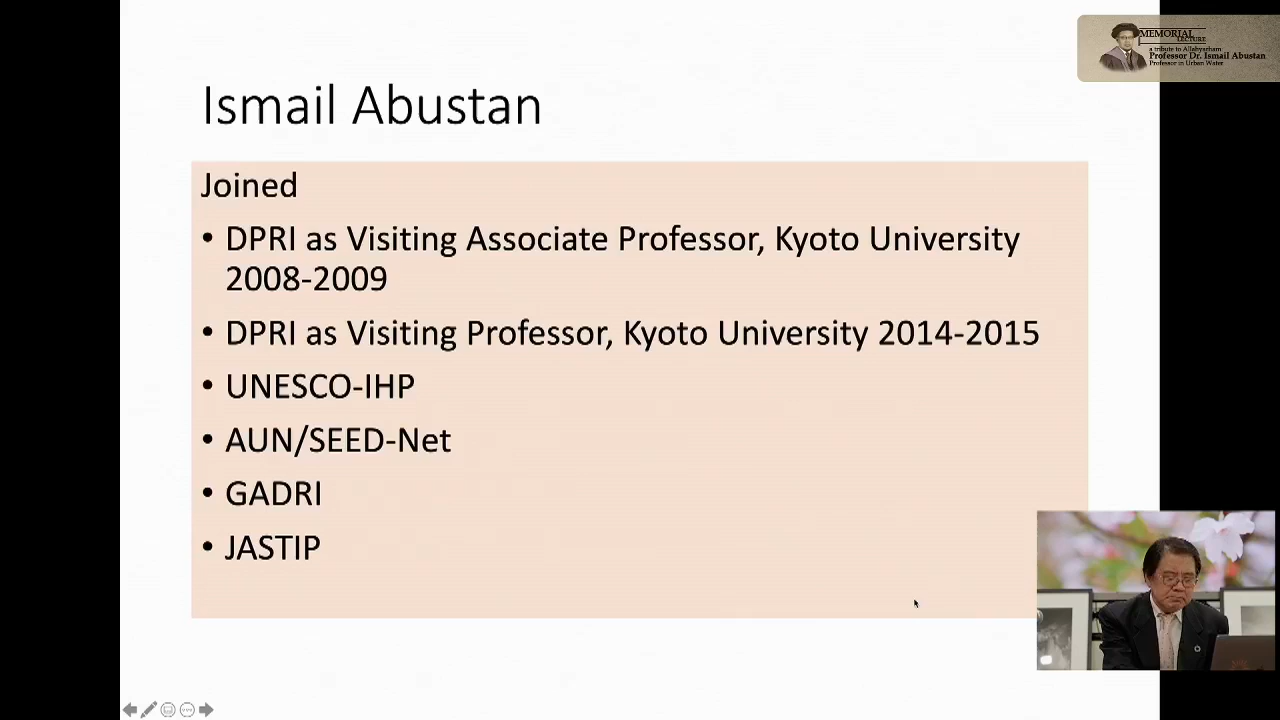 MEMORIAL
LECTURE
a tribute to Allahyarham
Professor Dr. Ismail Abustan
Professor in Urban Water
Ismail Abustan
Joined
• DPRI as Visiting Associate Professor, Kyoto University
2008-2009
• DPRI as Visiting Professor, Kyoto University 2014-2015
• UNESCO-IHP
• AUN/SEED-Net
• GADRI
• JASTIP